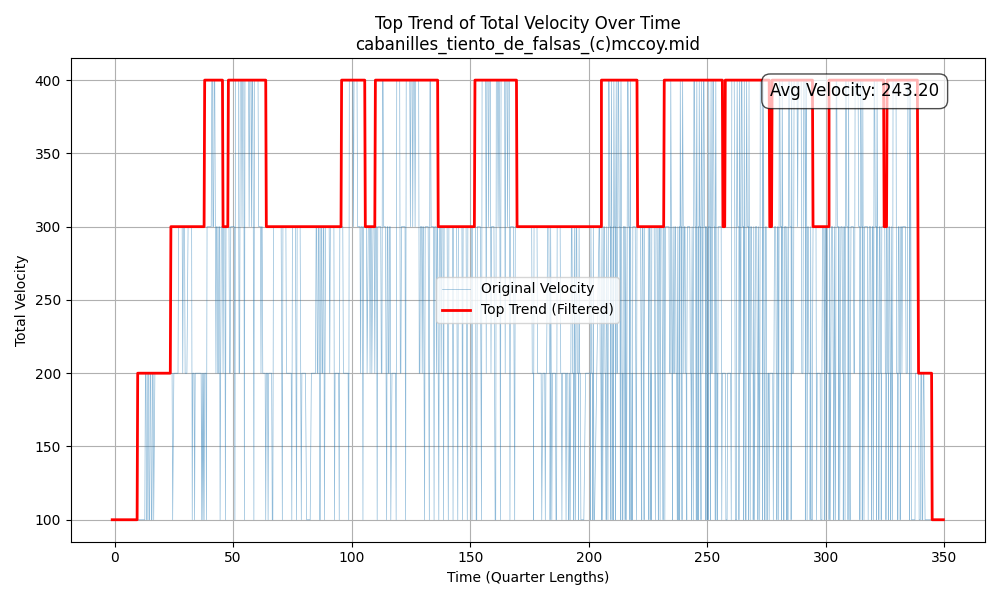 Top Trend of Total Velocity Over Time
cabanilles_tiento_de_falsas_(c)mccoy.mid
Avg Velocity: 243.20
Total Velocity
400
350
300
250
200
150
100
Original Velocity
Top Trend (Filtered)
0 50 100 150 200 250 300 350
Time (Quarter Lengths)